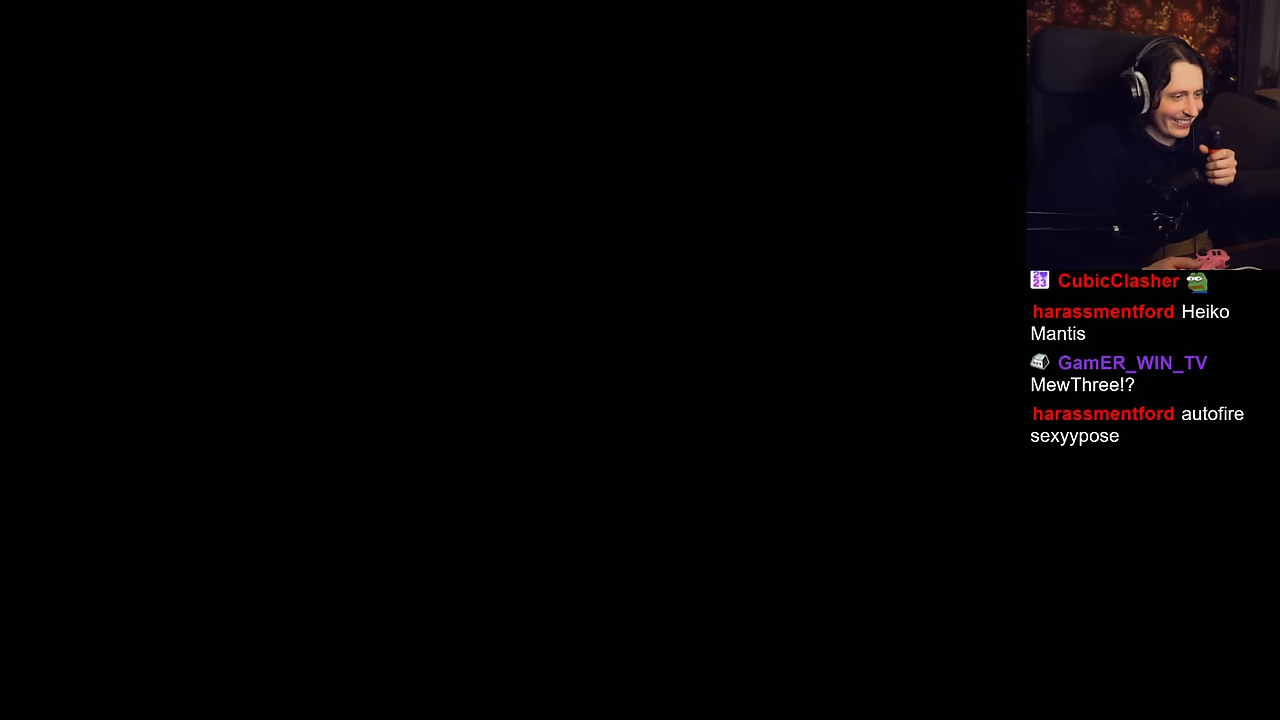 CubicClasher
harassmentford Heiko
Mantis
GamER_WIN_TV
MewThree!?
harassmentford autofire
sexyypose